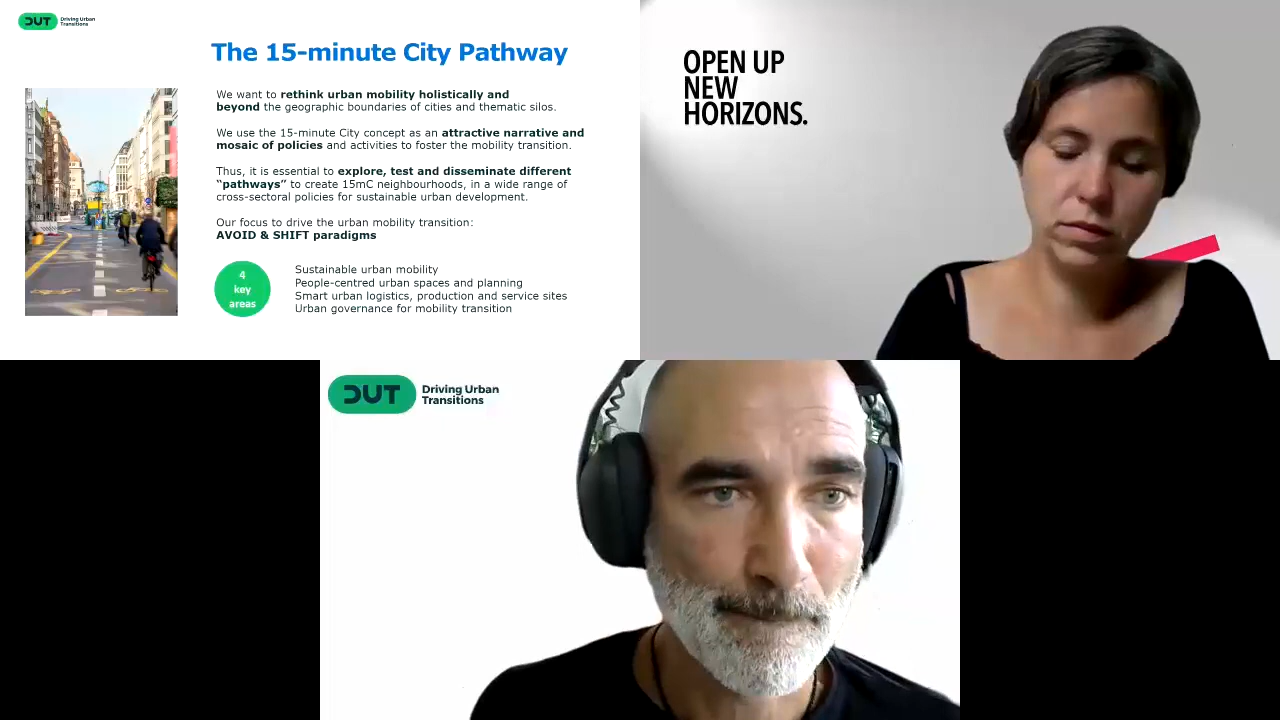 DUT Driving Urban
Transitions
The 15-minute City Pathway
We want to rethink urban mobility holistically and
beyond the geographic boundaries of cities and thematic silos.
We use the 15-minute City concept as an attractive narrative and
mosaic of policies and activities to foster the mobility transition.
Thus, it is essential to explore, test and disseminate different
“pathways” to create 15mC neighbourhoods, in a wide range of
cross-sectoral policies for sustainable urban development.
Our focus to drive the urban mobility transition:
AVOID & SHIFT paradigms
4
key
areas
Sustainable urban mobility
People-centred urban spaces and planning
Smart urban logistics, production and service sites
Urban governance for mobility transition
OPEN UP
NEW
HORIZONS.
DUT Driving Urban
Transitions